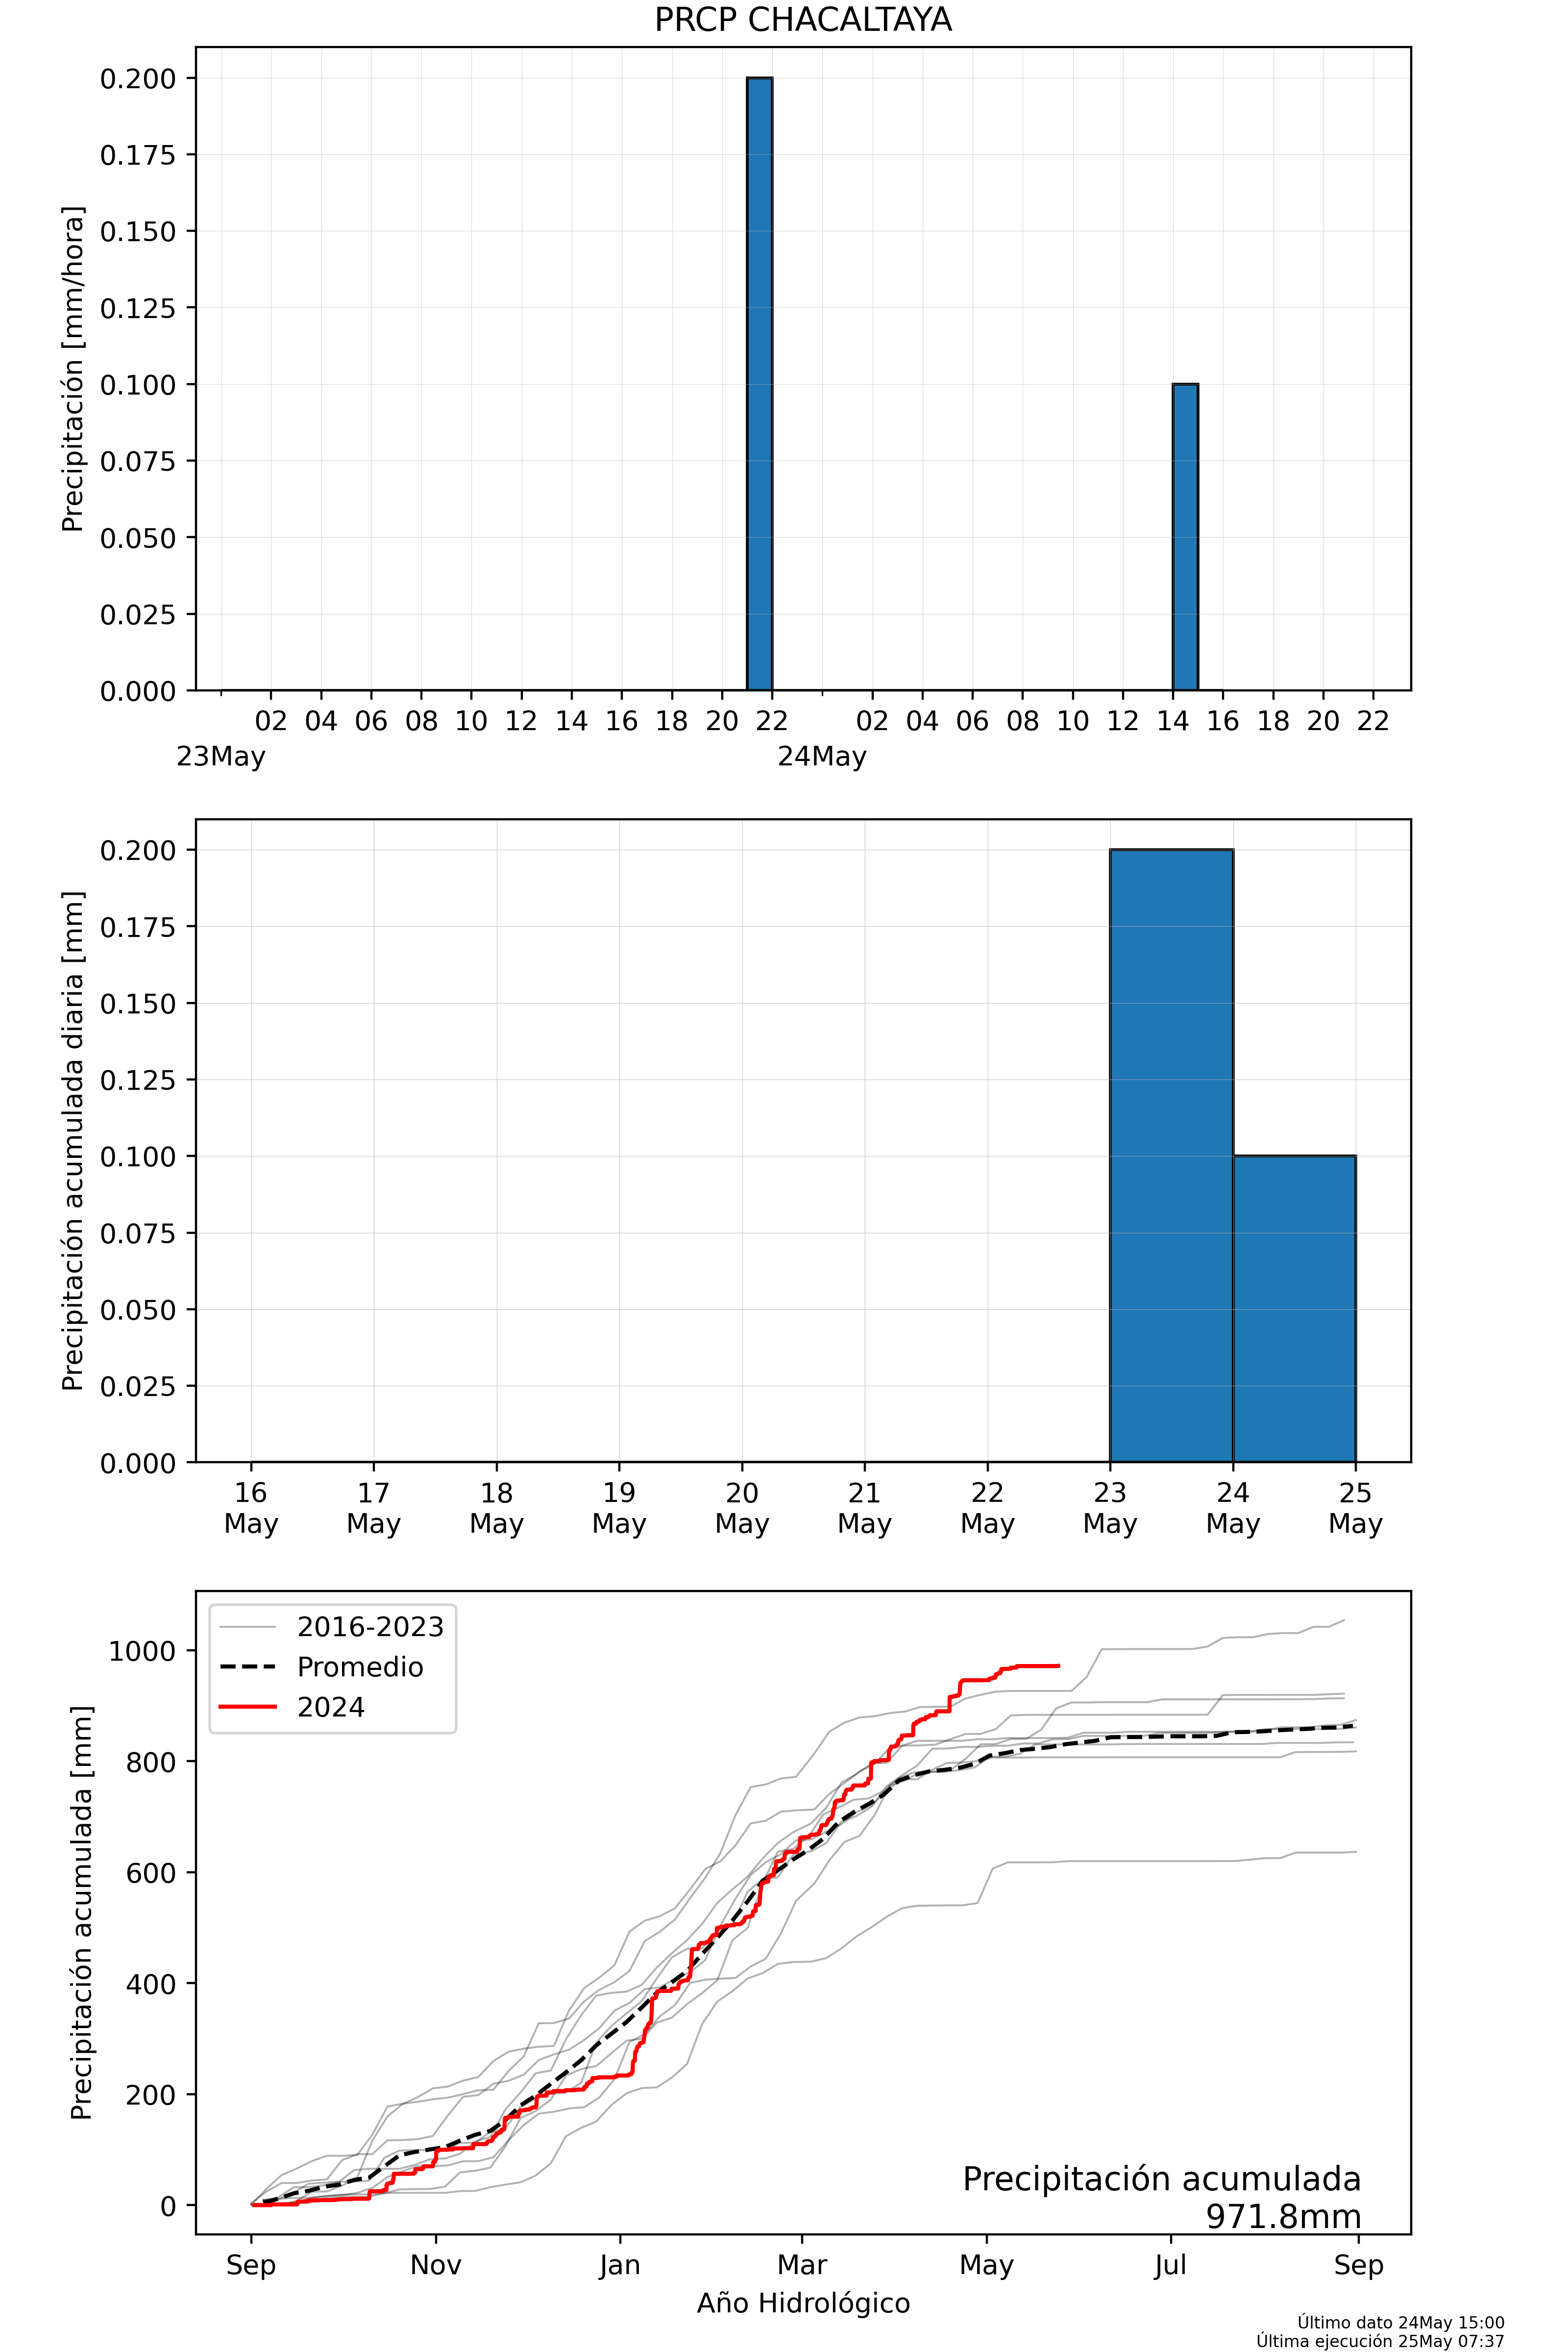 PRCP CHACALTAYA
Precipitación [mm/hora]
0.200
0.175
0.150
0.125
0.100
0.075
0.050
0.025
0.000
02 04 06 08 10 12 14 16 18 20 22 02 04 06 08 10 12 14 16 18 20 22
23May 24May
Precipitación acumulada diaria [mm]
0.200
0.175
0.150
0.125
0.100
0.075
0.050
0.025
0.000
16 17 18 19 20 21 22 23 24 25
May May May May May May May May May May
Precipitación acumulada [mm]
1000
800
600
400
200
0
2016-2023
Promedio
2024
Precipitación acumulada
971.8mm
Sep Nov Jan Mar May Jul Sep
Año Hidrológico
Último dato 24May 15:00
Última ejecución 25May 07:37